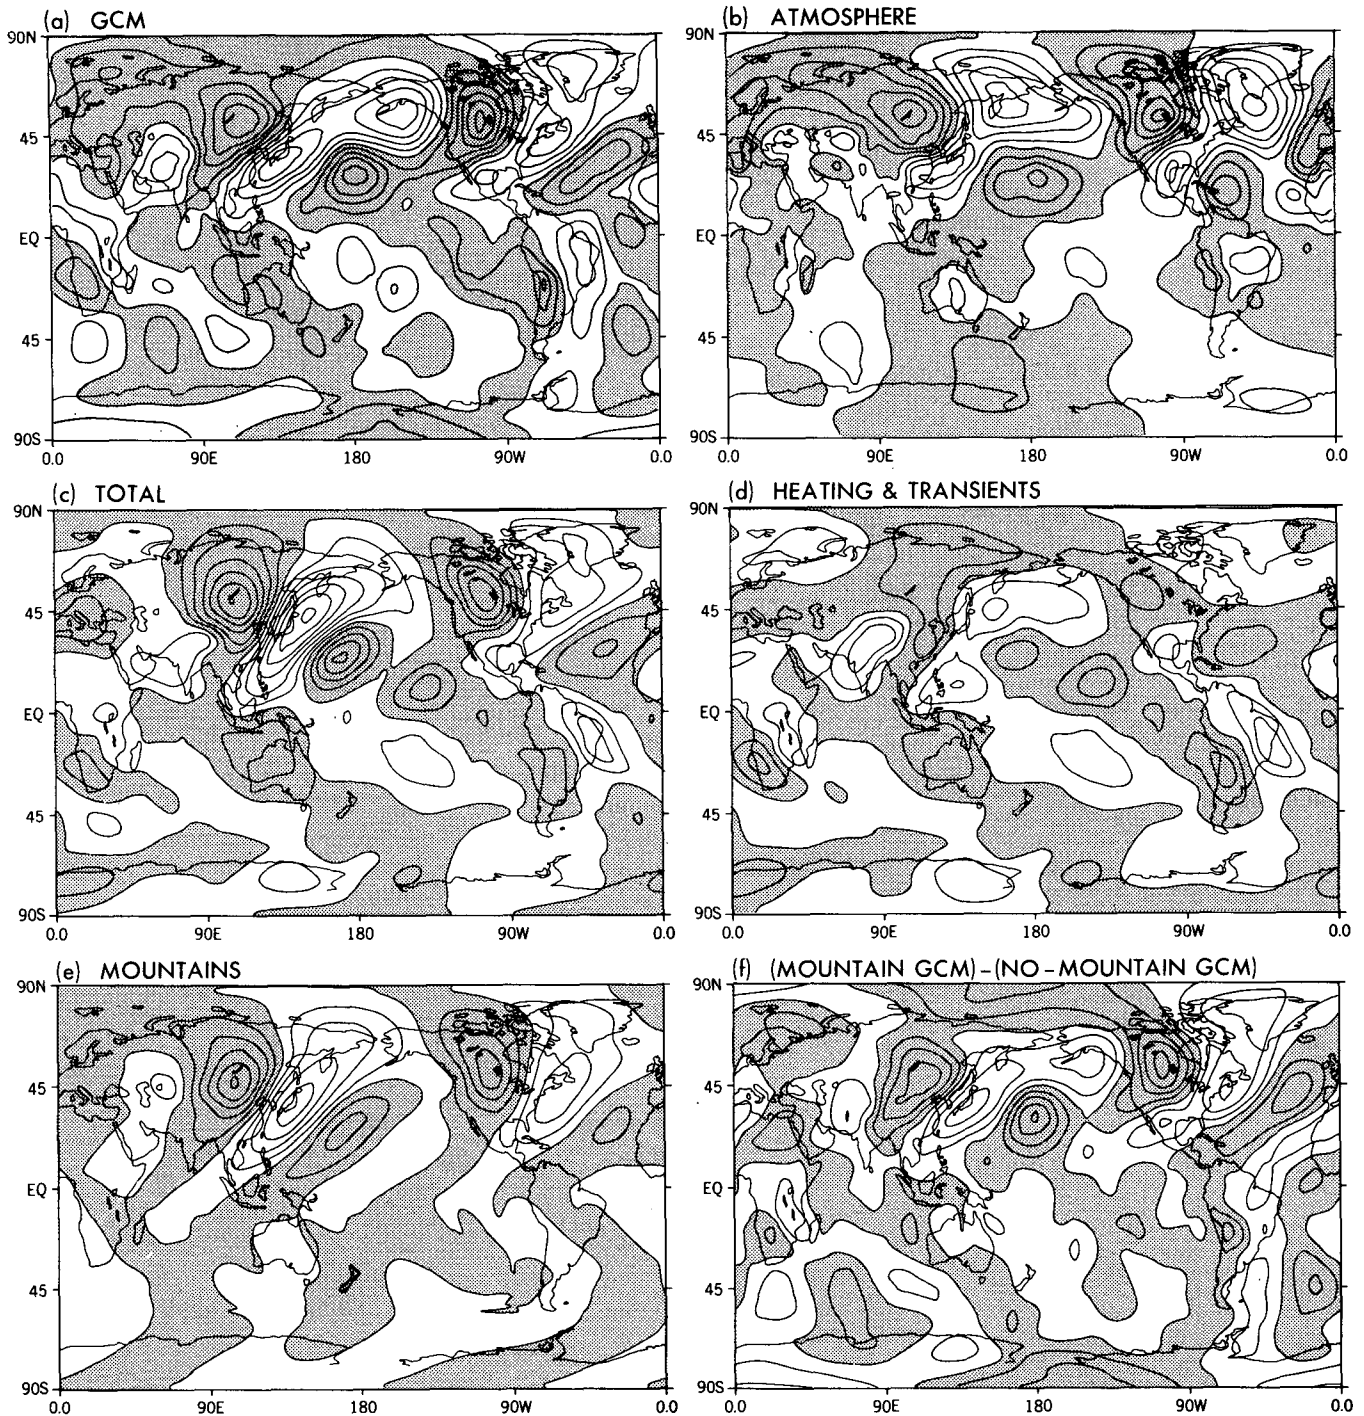 (a) GCM
(b) ATMOSPHERE
90N
45
EQ
45
90S
0.0 90E 180 90W 0.0
90N
45
EQ
45
90S
0.0 90E 180 90W 0.0
(c) TOTAL
(d) HEATING & TRANSIENTS
90N
45
EQ
45
90S
0.0 90E 180 90W 0.0
90N
45
EQ
45
90S
0.0 90E 180 90W 0.0
(e) MOUNTAINS
(f) (MOUNTAIN GCM)-(NO-MOUNTAIN GCM)
90N
45
EQ
45
90S
0.0 90E 180 90W 0.0
90N
45
EQ
45
90S
0.0 90E 180 90W 0.0